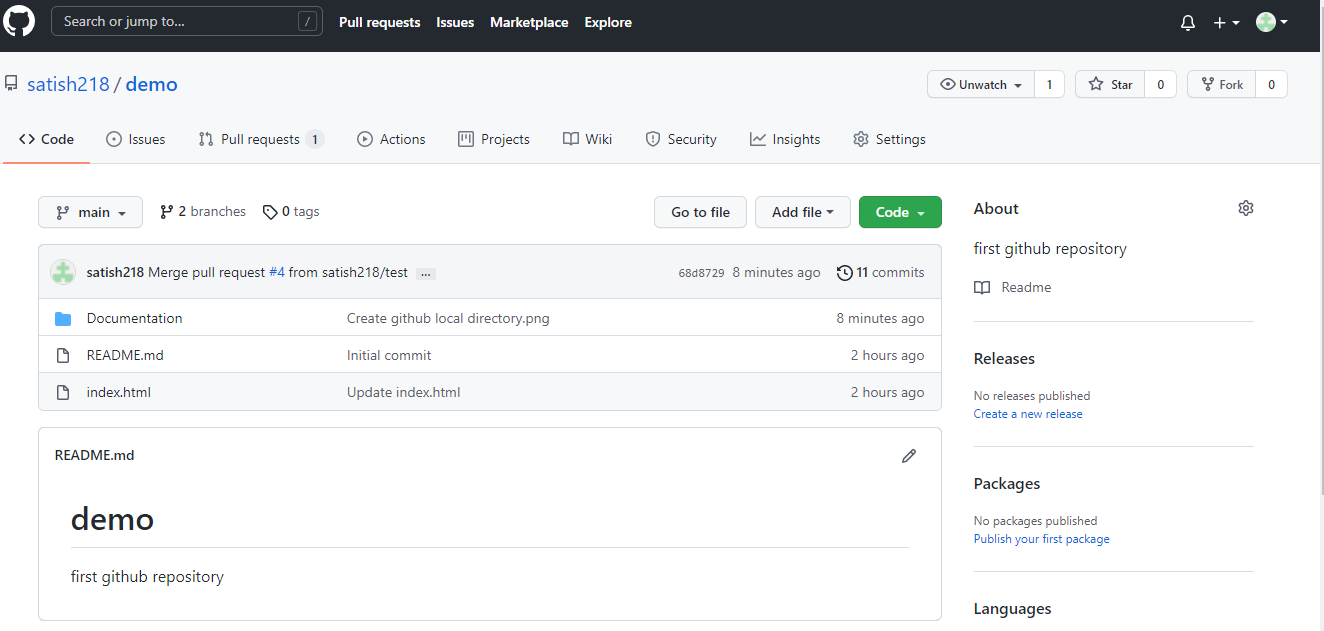 Search or jump to... /
Pull requests Issues Marketplace Explore
satish218 / demo
Unwatch 1 Star 0 Fork 0
Code Issues Pull requests 1 Actions Projects Wiki Security Insights Settings
main 2 branches 0 tags Go to file Add file Code
satish218 Merge pull request #4 from satish218/test ... 68d8729 8 minutes ago 11 commits
Documentation Create github local directory.png 8 minutes ago
README.md Initial commit 2 hours ago
index.html Update index.html 2 hours ago
README.md
demo
first github repository
About
first github repository
Readme
Releases
No releases published
Create a new release
Packages
No packages published
Publish your first package
Languages